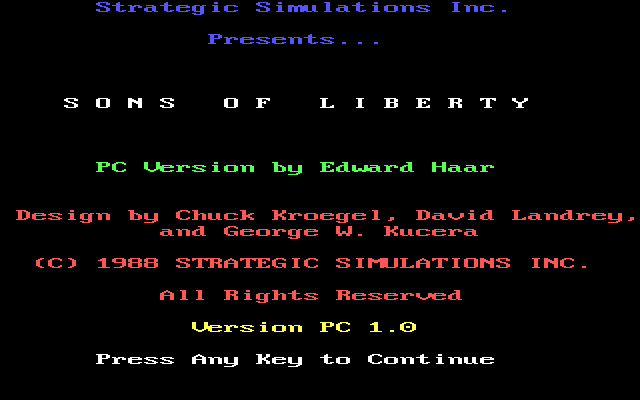 Strategic Simulations Inc.
Presents...
S O N S  O F  L I B E R T Y
PC Version by Edward Haar
Design by Chuck Kroegel, David Landrey,
and George W. Kucera
(C) 1988 STRATEGIC SIMULATIONS INC.
All Rights Reserved
Version PC 1.0
Press Any Key to Continue